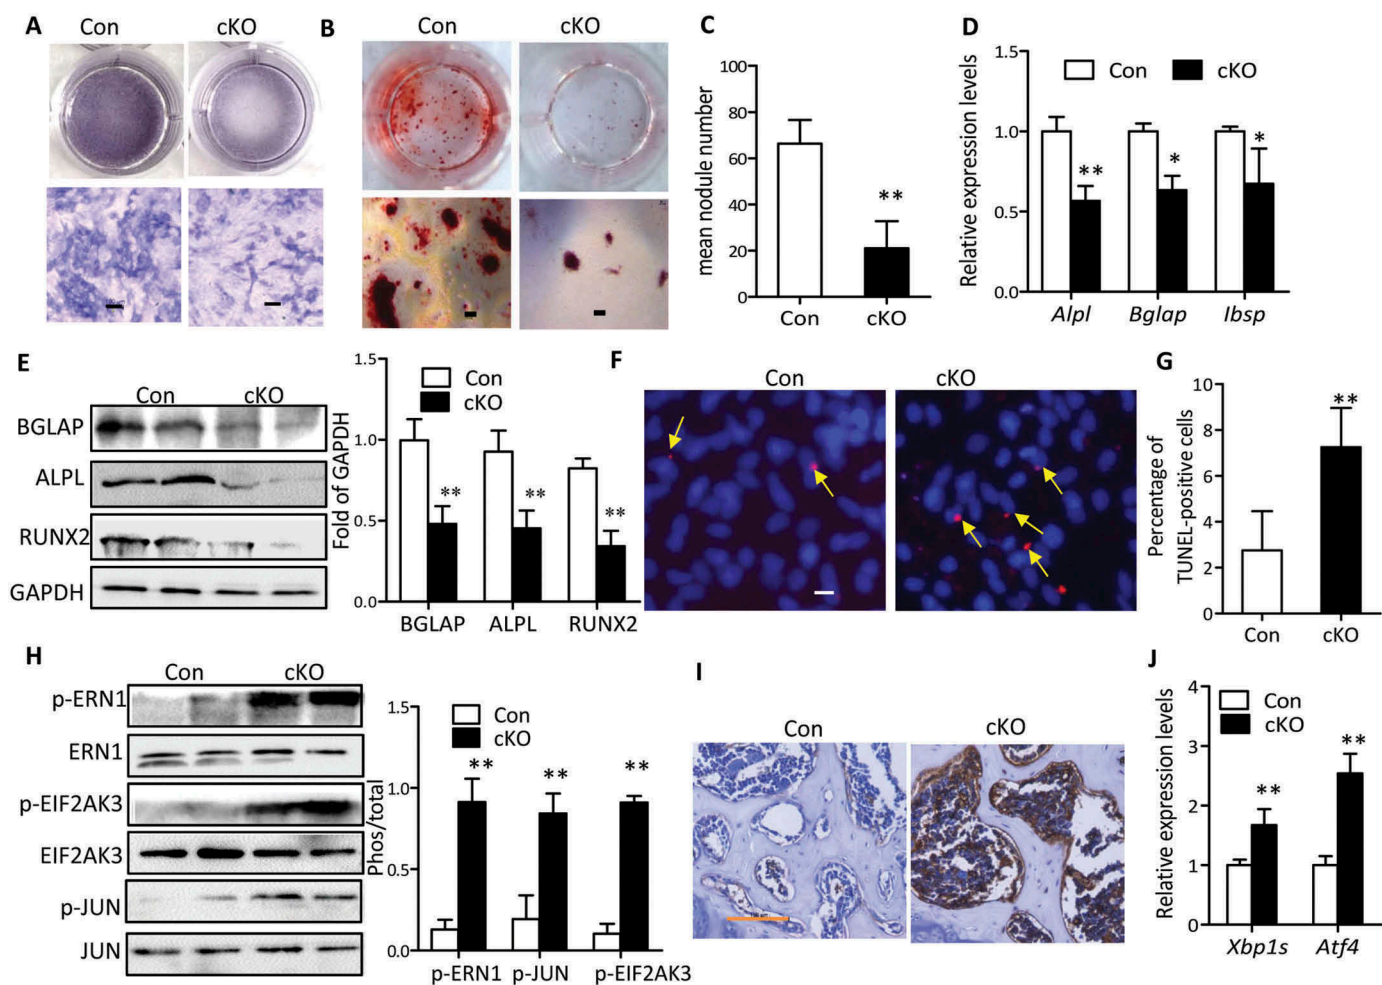 A
Con
cKO
B
Con
cKO
C
mean nodule number
100
80
60
40
20
0
**
Con
cKO
D
Relative expression levels
1.5
1.0
0.5
0.0
Con
cKO
**
*
*
Alpl
Bglap
Ibsp
E
Con
cKO
BGLAP
ALPL
RUNX2
GAPDH
Fold of GAPDH
1.5
1.0
0.5
0.0
Con
cKO
**
**
**
BGLAP
ALPL
RUNX2
F
Con
cKO
G
Percentage of
TUNEL-positive cells
10
8
6
4
2
0
**
Con
cKO
H
Con
cKO
p-ERN1
ERN1
p-EIF2AK3
EIF2AK3
p-JUN
JUN
Phos/total
1.5
1.0
0.5
0.0
Con
cKO
**
**
**
p-ERN1
p-JUN
p-EIF2AK3
I
Con
cKO
J
Relative expression levels
4
3
2
1
0
Con
cKO
**
**
Xbp1s
Atf4